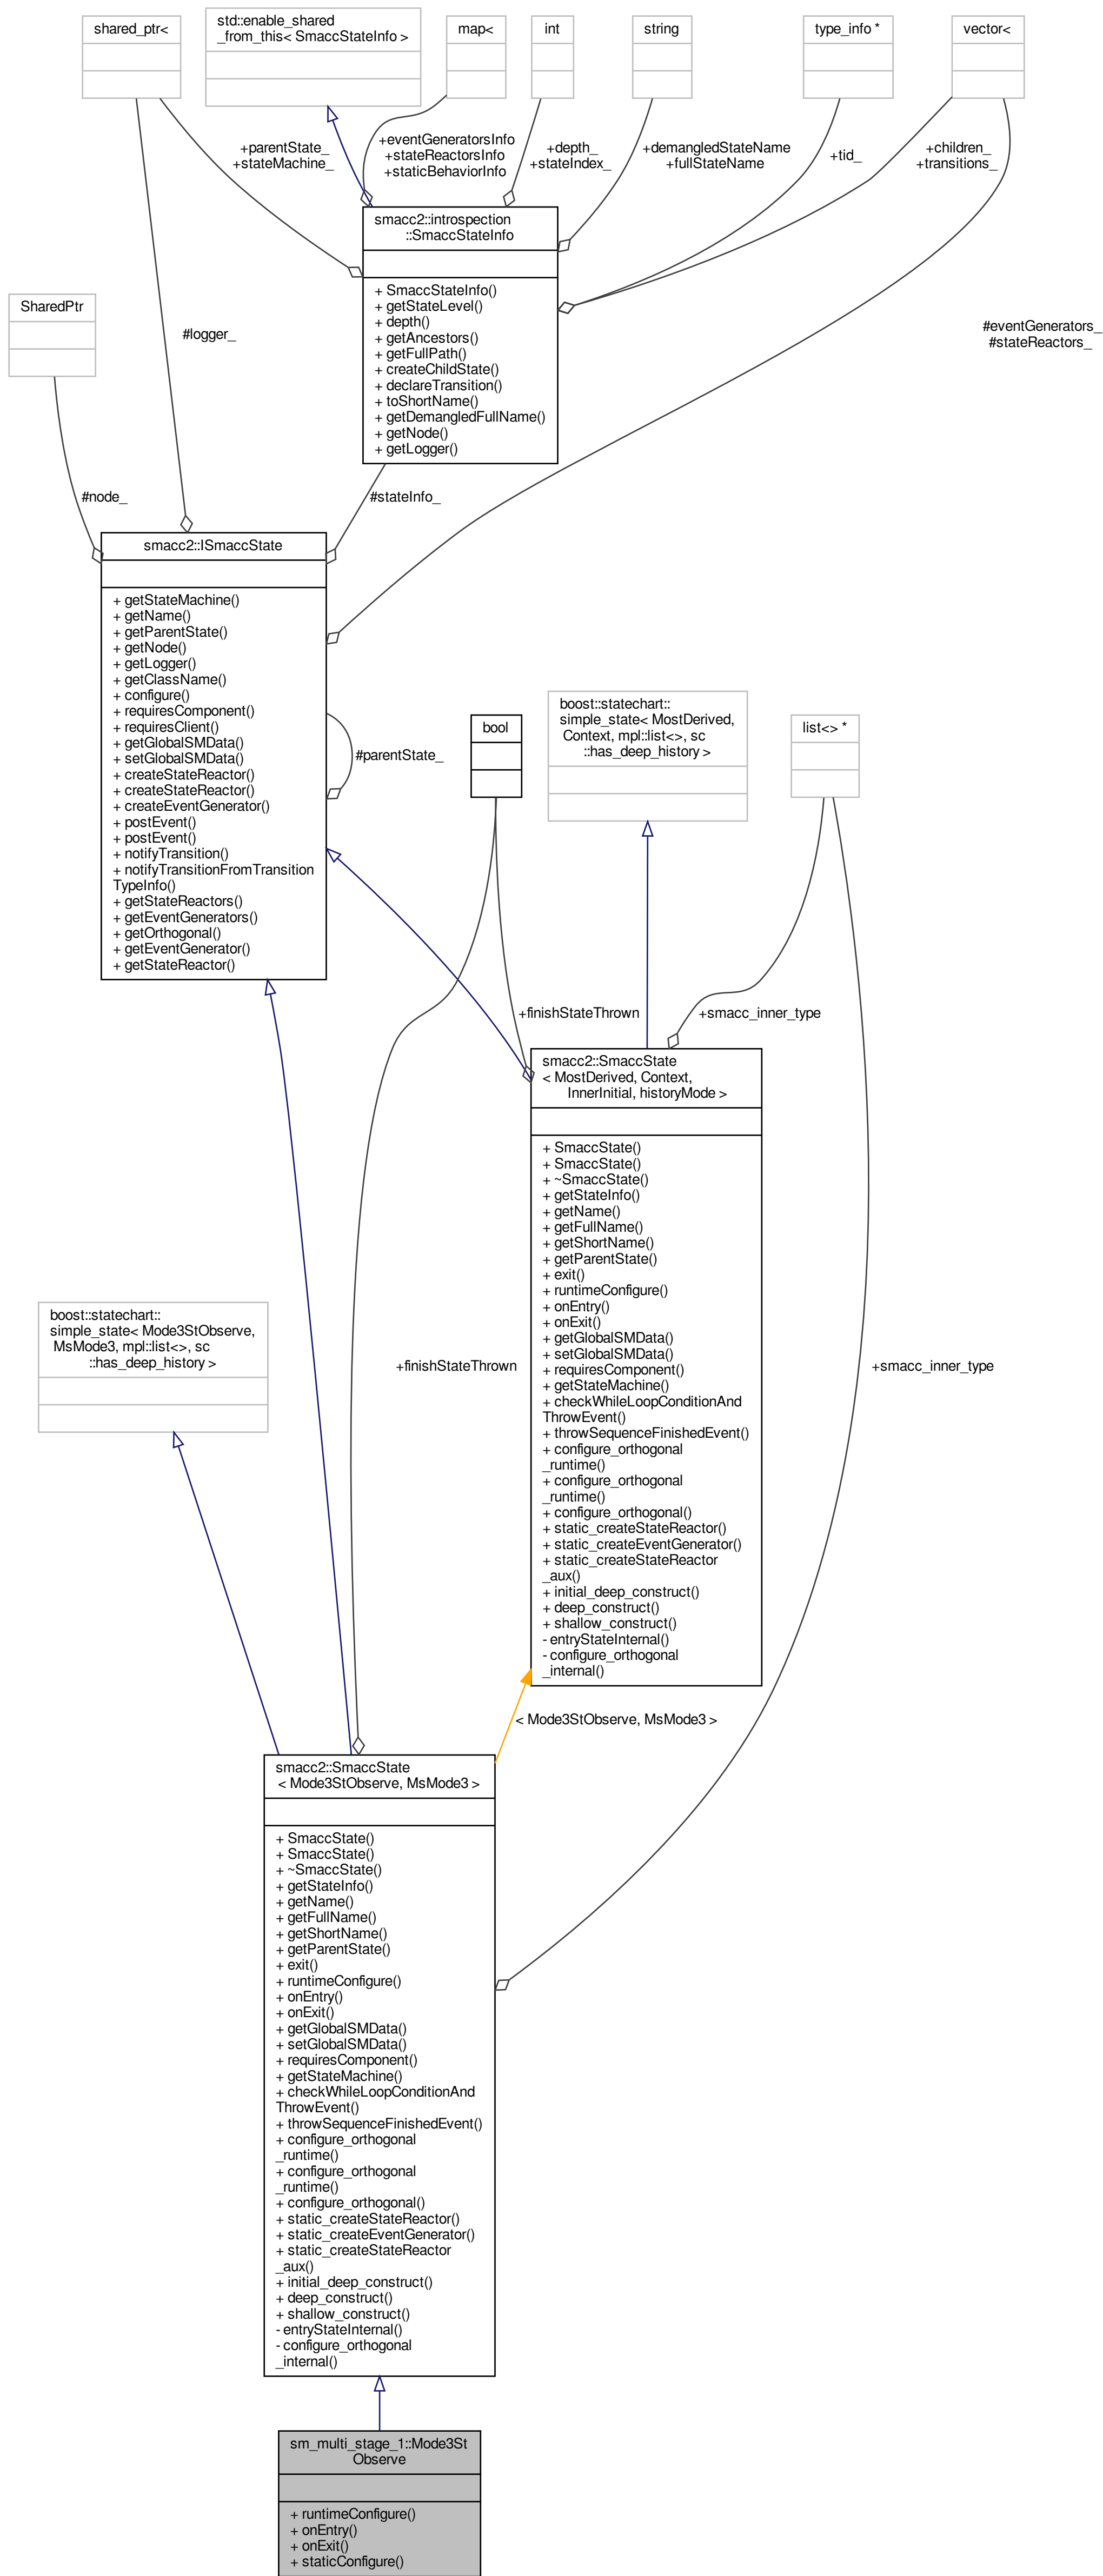 shared_ptr<
std::enable_shared
_from_this< SmaccStateInfo >
map<
int
string
type_info *
vector<
+parentState_
+stateMachine_
+eventGeneratorsInfo
+stateReactorsInfo
+staticBehaviorInfo
+depth_
+stateIndex_
+demangledStateName
+fullStateName
+tid_
+children_
+transitions_
smacc2::introspection
::SmaccStateInfo
+ SmaccStateInfo()
+ getStateLevel()
+ depth()
+ getAncestors()
+ getFullPath()
+ createChildState()
+ declareTransition()
+ toShortName()
+ getDemangledFullName()
+ getNode()
+ getLogger()
SharedPtr
#logger_
#eventGenerators_
#stateReactors_
#node_
#stateInfo_
smacc2::ISmaccState
+ getStateMachine()
+ getName()
+ getParentState()
+ getNode()
+ getLogger()
+ getClassName()
+ configure()
+ requiresComponent()
+ requiresClient()
+ getGlobalSMData()
+ setGlobalSMData()
+ createStateReactor()
+ createStateReactor()
+ createEventGenerator()
+ postEvent()
+ postEvent()
+ notifyTransition()
+ notifyTransitionFromTransition
TypeInfo()
+ getStateReactors()
+ getEventGenerators()
+ getOrthogonal()
+ getEventGenerator()
+ getStateReactor()
#parentState_
bool
boost::statechart::
simple_state< MostDerived,
Context, mpl::list<>, sc
::has_deep_history >
list<> *
+finishStateThrown
+smacc_inner_type
smacc2::SmaccState
< MostDerived, Context,
InnerInitial, historyMode >
+ SmaccState()
+ SmaccState()
+ ~SmaccState()
+ getStateInfo()
+ getName()
+ getFullName()
+ getShortName()
+ getParentState()
+ exit()
+ runtimeConfigure()
+ onEntry()
+ onExit()
+ getGlobalSMData()
+ setGlobalSMData()
+ requiresComponent()
+ getStateMachine()
+ checkWhileLoopConditionAnd
ThrowEvent()
+ throwSequenceFinishedEvent()
+ configure_orthogonal
_runtime()
+ configure_orthogonal
_runtime()
+ configure_orthogonal()
+ static_createStateReactor()
+ static_createEventGenerator()
+ static_createStateReactor
_aux()
+ initial_deep_construct()
+ deep_construct()
+ shallow_construct()
- entryStateInternal()
- configure_orthogonal
_internal()
boost::statechart::
simple_state< Mode3StObserve,
MsMode3, mpl::list<>, sc
::has_deep_history >
+finishStateThrown
+smacc_inner_type
< Mode3StObserve, MsMode3 >
smacc2::SmaccState
< Mode3StObserve, MsMode3 >
+ SmaccState()
+ SmaccState()
+ ~SmaccState()
+ getStateInfo()
+ getName()
+ getFullName()
+ getShortName()
+ getParentState()
+ exit()
+ runtimeConfigure()
+ onEntry()
+ onExit()
+ getGlobalSMData()
+ setGlobalSMData()
+ requiresComponent()
+ getStateMachine()
+ checkWhileLoopConditionAnd
ThrowEvent()
+ throwSequenceFinishedEvent()
+ configure_orthogonal
_runtime()
+ configure_orthogonal
_runtime()
+ configure_orthogonal()
+ static_createStateReactor()
+ static_createEventGenerator()
+ static_createStateReactor
_aux()
+ initial_deep_construct()
+ deep_construct()
+ shallow_construct()
- entryStateInternal()
- configure_orthogonal
_internal()
sm_multi_stage_1::Mode3St
Observe
+ runtimeConfigure()
+ onEntry()
+ onExit()
+ staticConfigure()